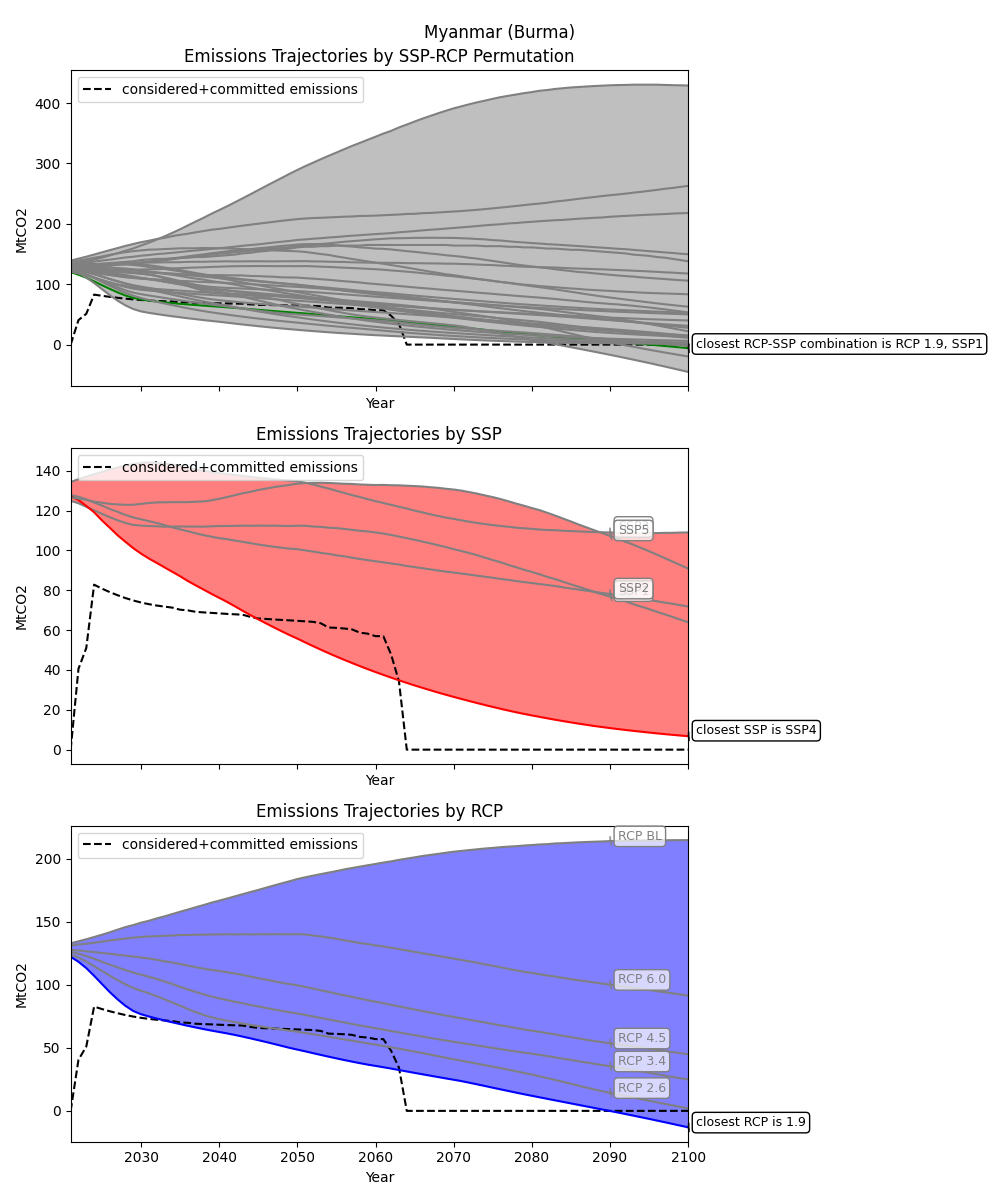 Myanmar (Burma)
Emissions Trajectories by SSP-RCP Permutation
considered+committed emissions
400
300
200
100
0
MtCO2
closest RCP-SSP combination is RCP 1.9, SSP1
Year
Emissions Trajectories by SSP
considered+committed emissions
140
120
100
80
60
40
20
0
MtCO2
SSP5
SSP2
closest SSP is SSP4
Year
Emissions Trajectories by RCP
considered+committed emissions
200
150
100
50
0
MtCO2
RCP BL
RCP 6.0
RCP 4.5
RCP 3.4
RCP 2.6
closest RCP is 1.9
2030
2040
2050
2060
2070
2080
2090
2100
Year